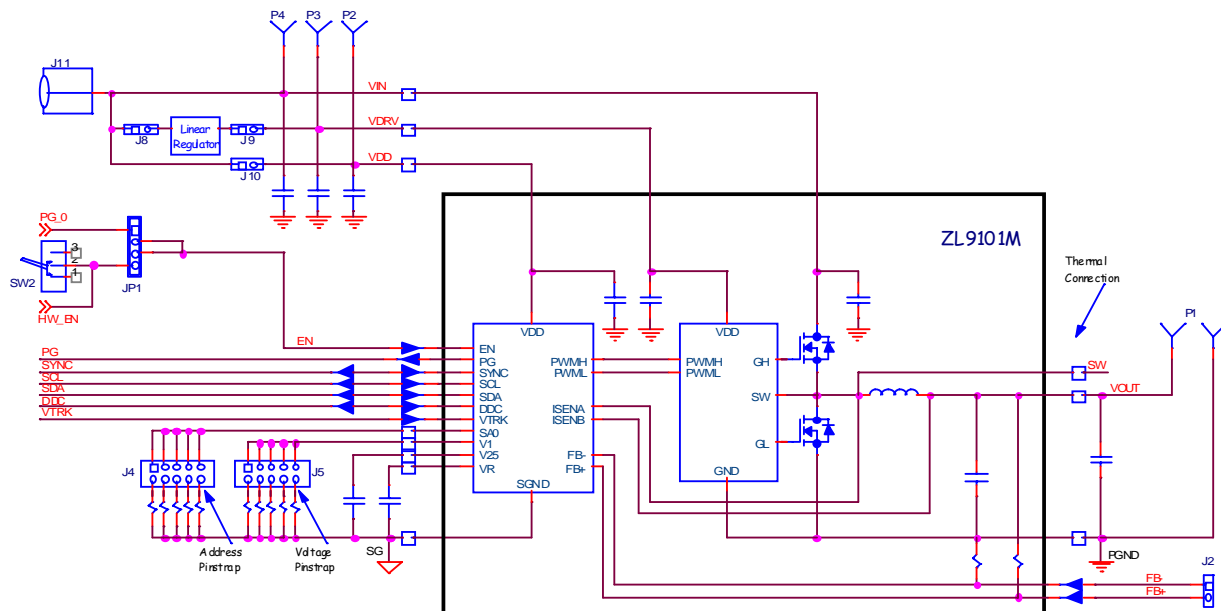 P4
P3
P2
J11
VIN
J8
Linear
Regulator
J9
VDRV
J10
VDD
PG_0
3
2
1
SW2
JP1
HW_EN
ZL9101M
Thermal
Connection
P1
EN
PG
SYNC
SCL
SDA
DDC
VTRK
VDD
EN
PG
SYNC
SCL
SDA
DDC
VTRK
SA0
V1
V25
VR
PWMH
PWML
ISENA
ISENB
FB-
FB+
SGND
VDD
PWMH
PWML
GH
SW
GL
GND
SW
VOUT
J4
J5
Address
Pinstrap
Voltage
Pinstrap
SG
PGND
J2
FB-
FB+